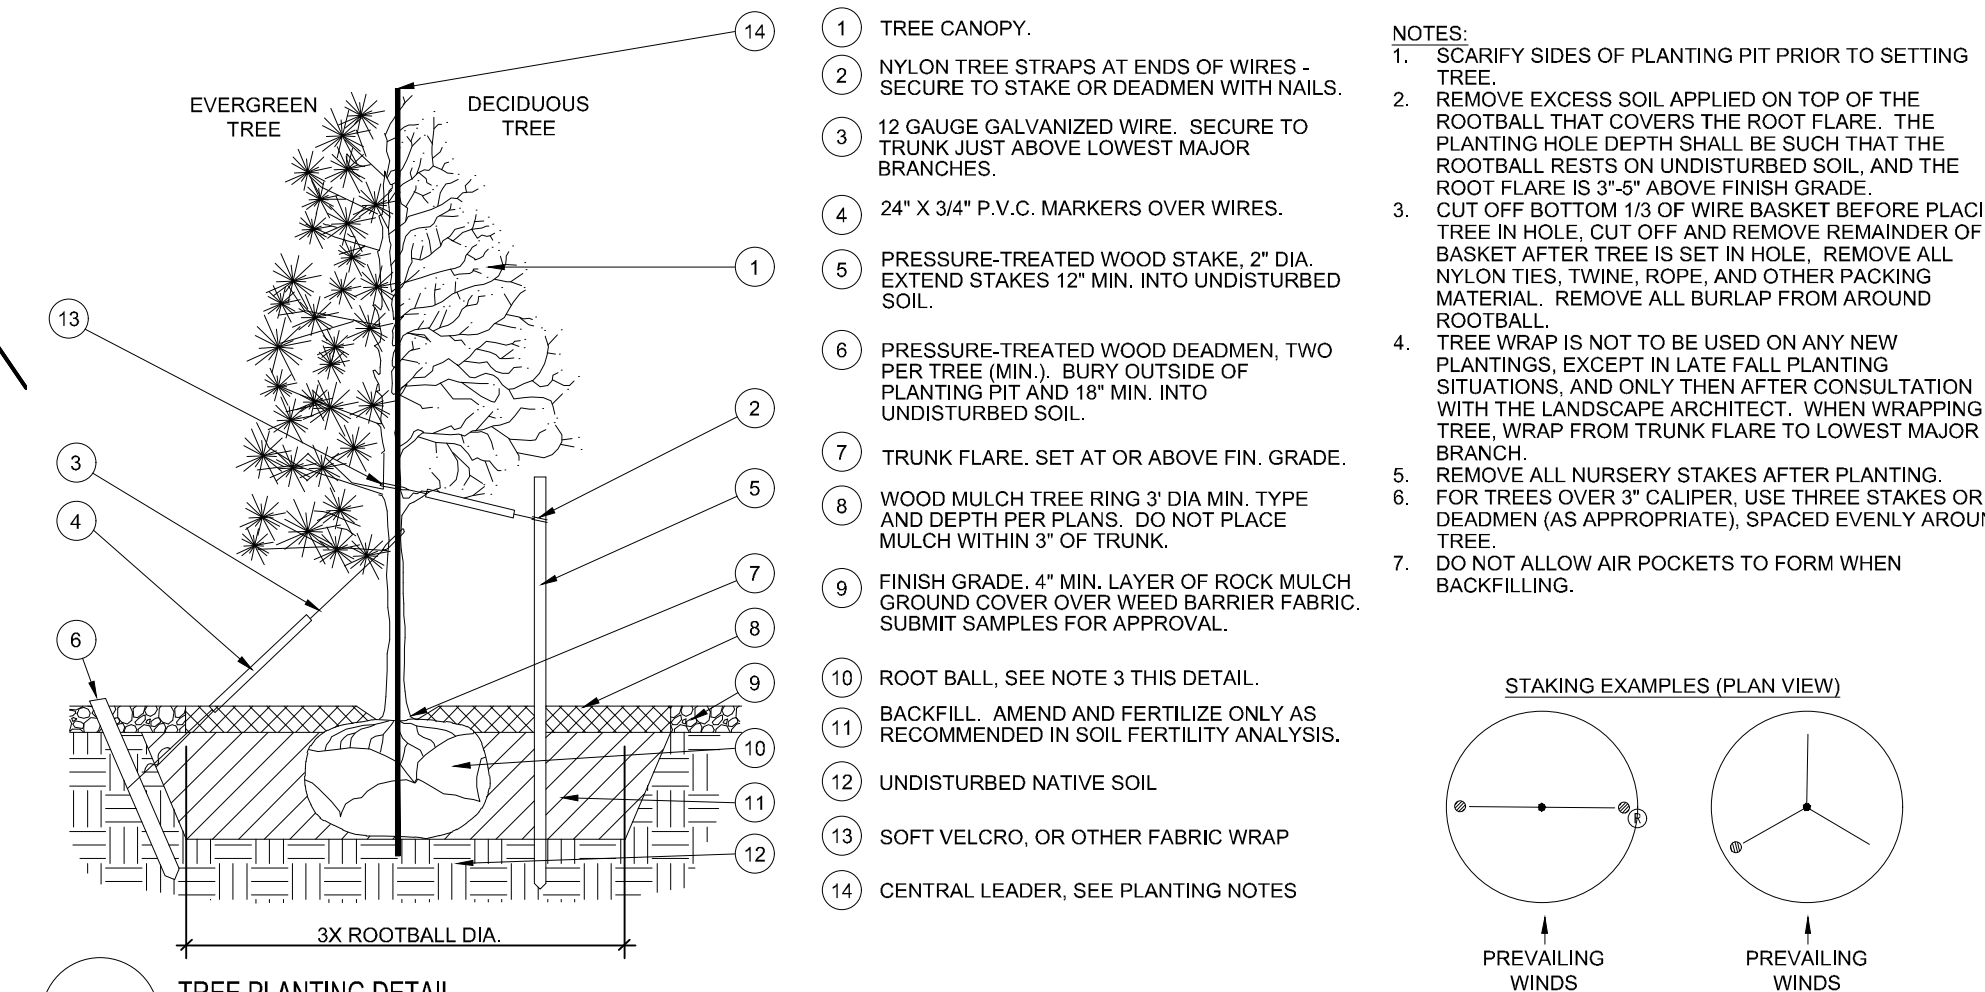 EVERGREEN
TREE
DECIDUOUS
TREE
14
1
13
2
3
5
4
7
6
8
9
10
11
12
3X ROOTBALL DIA.
TREE PLANTING DETAIL
1 TREE CANOPY.
2 NYLON TREE STRAPS AT ENDS OF WIRES -
SECURE TO STAKE OR DEADMEN WITH NAILS.
3 12 GAUGE GALVANIZED WIRE. SECURE TO
TRUNK JUST ABOVE LOWEST MAJOR
BRANCHES.
4 24" X 3/4" P.V.C. MARKERS OVER WIRES.
5 PRESSURE-TREATED WOOD STAKE, 2" DIA.
EXTEND STAKES 12" MIN. INTO UNDISTURBED
SOIL.
6 PRESSURE-TREATED WOOD DEADMEN, TWO
PER TREE (MIN.). BURY OUTSIDE OF
PLANTING PIT AND 18" MIN. INTO
UNDISTURBED SOIL.
7 TRUNK FLARE. SET AT OR ABOVE FIN. GRADE.
8 WOOD MULCH TREE RING 3' DIA MIN. TYPE
AND DEPTH PER PLANS. DO NOT PLACE
MULCH WITHIN 3" OF TRUNK.
9 FINISH GRADE. 4" MIN. LAYER OF ROCK MULCH
GROUND COVER OVER WEED BARRIER FABRIC.
SUBMIT SAMPLES FOR APPROVAL.
10 ROOT BALL, SEE NOTE 3 THIS DETAIL.
11 BACKFILL. AMEND AND FERTILIZE ONLY AS
RECOMMENDED IN SOIL FERTILITY ANALYSIS.
12 UNDISTURBED NATIVE SOIL
13 SOFT VELCRO, OR OTHER FABRIC WRAP
14 CENTRAL LEADER, SEE PLANTING NOTES
NOTES:
1. SCARIFY SIDES OF PLANTING PIT PRIOR TO SETTING
TREE.
2. REMOVE EXCESS SOIL APPLIED ON TOP OF THE
ROOTBALL THAT COVERS THE ROOT FLARE. THE
PLANTING HOLE DEPTH SHALL BE SUCH THAT THE
ROOTBALL RESTS ON UNDISTURBED SOIL, AND THE
ROOT FLARE IS 3"-5" ABOVE FINISH GRADE.
3. CUT OFF BOTTOM 1/3 OF WIRE BASKET BEFORE PLACI
TREE IN HOLE, CUT OFF AND REMOVE REMAINDER OF
BASKET AFTER TREE IS SET IN HOLE, REMOVE ALL
NYLON TIES, TWINE, ROPE, AND OTHER PACKING
MATERIAL. REMOVE ALL BURLAP FROM AROUND
ROOTBALL.
4. TREE WRAP IS NOT TO BE USED ON ANY NEW
PLANTINGS, EXCEPT IN LATE FALL PLANTING
SITUATIONS, AND ONLY THEN AFTER CONSULTATION
WITH THE LANDSCAPE ARCHITECT. WHEN WRAPPING
TREE, WRAP FROM TRUNK FLARE TO LOWEST MAJOR
BRANCH.
5. REMOVE ALL NURSERY STAKES AFTER PLANTING.
6. FOR TREES OVER 3" CALIPER, USE THREE STAKES OR
DEADMEN (AS APPROPRIATE), SPACED EVENLY AROUN
TREE.
7. DO NOT ALLOW AIR POCKETS TO FORM WHEN
BACKFILLING.
STAKING EXAMPLES (PLAN VIEW)
R
PREVAILING
WINDS
PREVAILING
WINDS